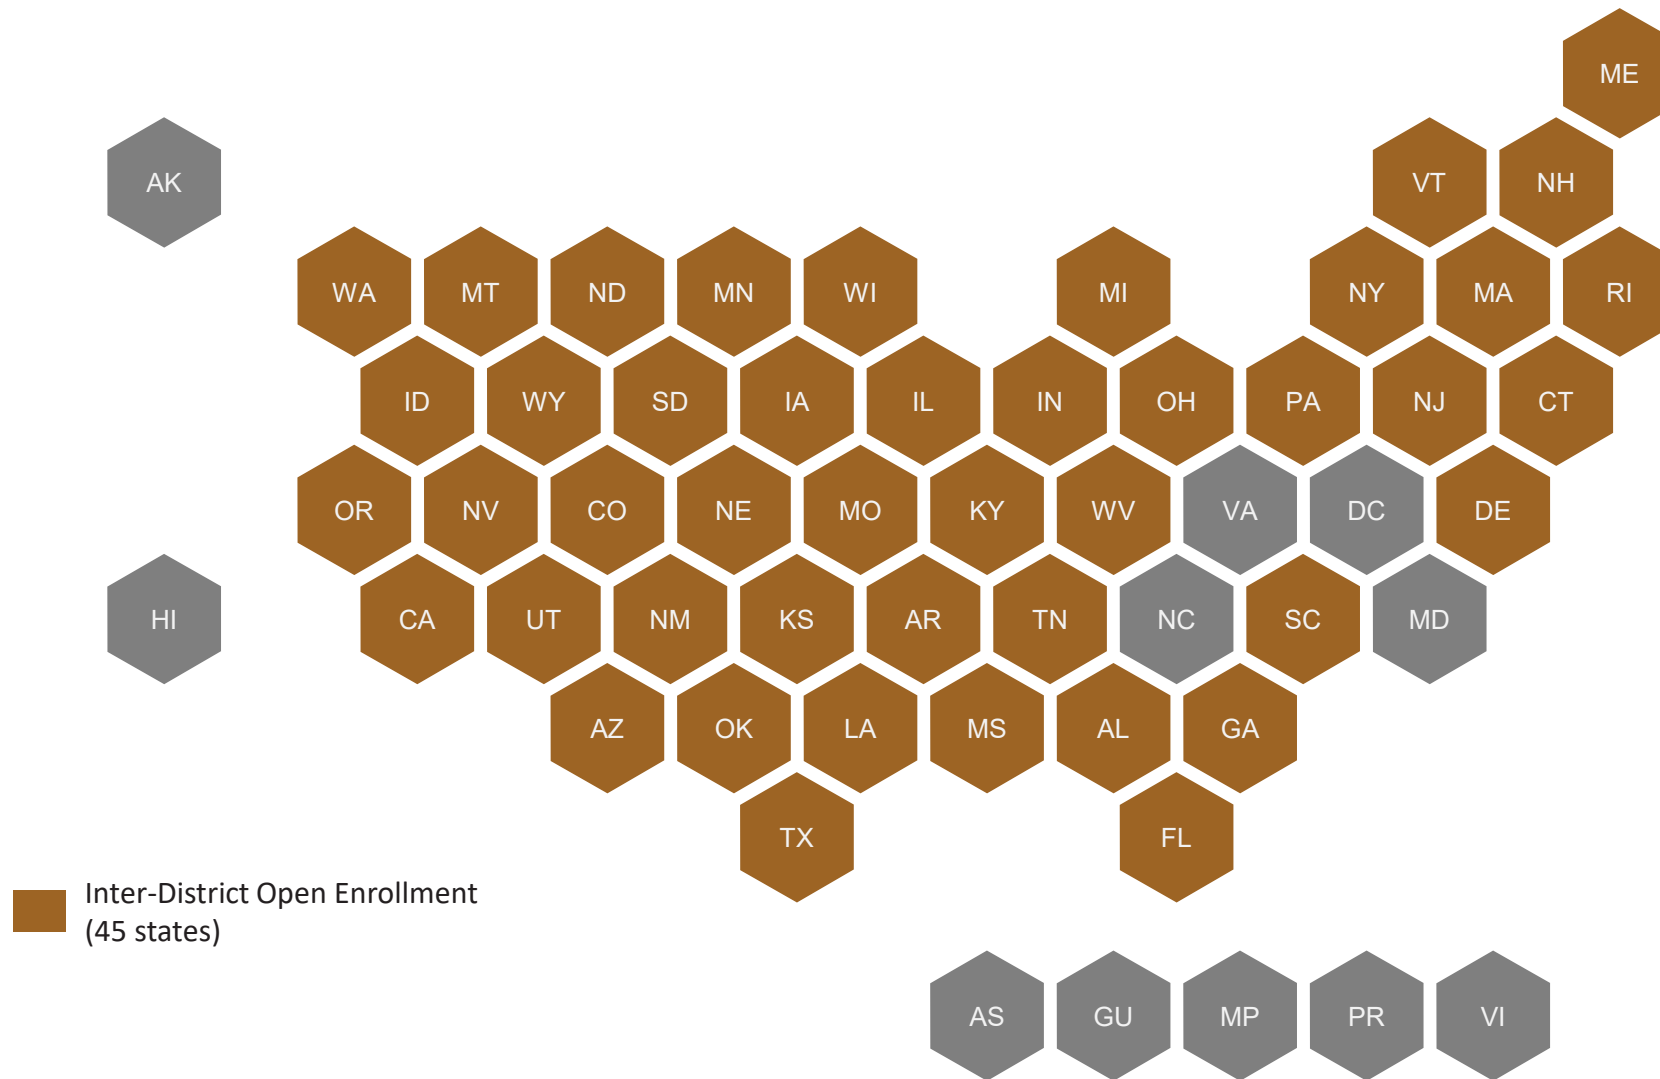 ME
AK
VT
NH
WA
MT
ND
MN
WI
MI
NY
MA
RI
ID
WY
SD
IA
IL
IN
OH
PA
NJ
CT
OR
NV
CO
NE
MO
KY
WV
VA
DC
DE
HI
CA
UT
NM
KS
AR
TN
NC
SC
MD
AZ
OK
LA
MS
AL
GA
TX
FL
Inter-District Open Enrollment
(45 states)
AS
GU
MP
PR
VI